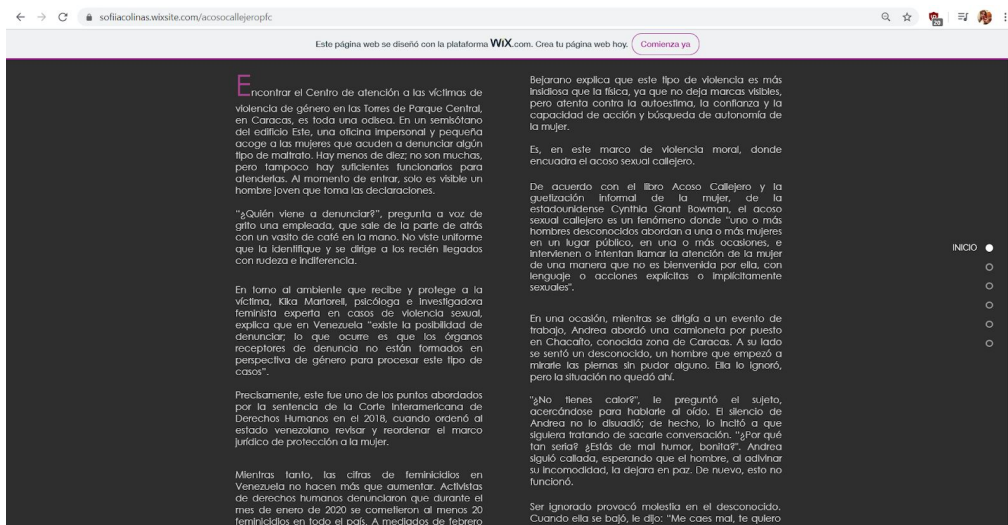 sofiiacolinas.wixsite.com/acosocallejeropfc
20
Este página web se diseñó con la plataforma WiX.com. Crea tu página web hoy. Comienza ya
Encontrar el Centro de atención a las víctimas de
violencia de género en las Torres de Parque Central,
en Caracas, es toda una odisea. En un semisótano
del edificio Este, una oficina impersonal y pequeña
acoge a las mujeres que acuden a denunciar algún
tipo de maltrato. Hay menos de diez; no son muchas,
pero tampoco hay suficientes funcionarios para
atenderlas. Al momento de entrar, solo es visible un
hombre joven que toma las declaraciones.
"¿Quién viene a denunciar?", pregunta a voz de
grito una empleada, que sale de la parte de atrás
con un vasito de café en la mano. No viste uniforme
que la identifique y se dirige a los recién llegados
con rudeza e indiferencia.
En torno al ambiente que recibe y protege a la
víctima, Kika Martorell, psicóloga e investigadora
feminista experta en casos de violencia sexual,
explica que en Venezuela "existe la posibilidad de
denunciar; lo que ocurre es que los órganos
receptores de denuncia no están formados en
perspectiva de género para procesar este tipo de
casos".
Precisamente, este fue uno de los puntos abordados
por la sentencia de la Corte Interamericana de
Derechos Humanos en el 2018, cuando ordenó al
estado venezolano revisar y reordenar el marco
jurídico de protección a la mujer.
Mientras tanto, las cifras de feminicidios en
Venezuela no hacen más que aumentar. Activistas
de derechos humanos denunciaron que durante el
mes de enero de 2020 se cometieron al menos 20
feminicidios en todo el país. A mediados de febrero
Bejarano explica que este tipo de violencia es más
insidiosa que la física, ya que no deja marcas visibles,
pero atenta contra la autoestima, la confianza y la
capacidad de acción y búsqueda de autonomía de
la mujer.
Es, en este marco de violencia moral, donde
encuadra el acoso sexual callejero.
De acuerdo con el libro Acoso Callejero y la
guetización informal de la mujer, de la
estadounidense Cynthia Grant Bowman, el acoso
sexual callejero es un fenómeno donde "uno o más
hombres desconocidos abordan a una o más mujeres
en un lugar público, en una o más ocasiones, e
intervienen o intentan llamar la atención de la mujer
de una manera que no es bienvenida por ella, con
lenguaje o acciones explícitas o implícitamente
sexuales".
En una ocasión, mientras se dirigía a un evento de
trabajo, Andrea abordó una camioneta por puesto
en Chacaíto, conocida zona de Caracas. A su lado
se sentó un desconocido, un hombre que empezó a
mirarle las piernas sin pudor alguno. Ella lo ignoró,
pero la situación no quedó ahí.
"¿No tienes calor?", le preguntó el sujeto,
acercándose para hablarle al oído. El silencio de
Andrea no lo disuadió; de hecho, lo incitó a que
siguiera tratando de sacarle conversación. "¿Por qué
tan seria? ¿Estás de mal humor, bonita?". Andrea
siguió callada, esperando que el hombre, al adivinar
su incomodidad, la dejara en paz. De nuevo, esto no
funcionó.
Ser ignorado provocó molestia en el desconocido.
Cuando ella se bajó, le dijo: "Me caes mal, te quiero
INICIO